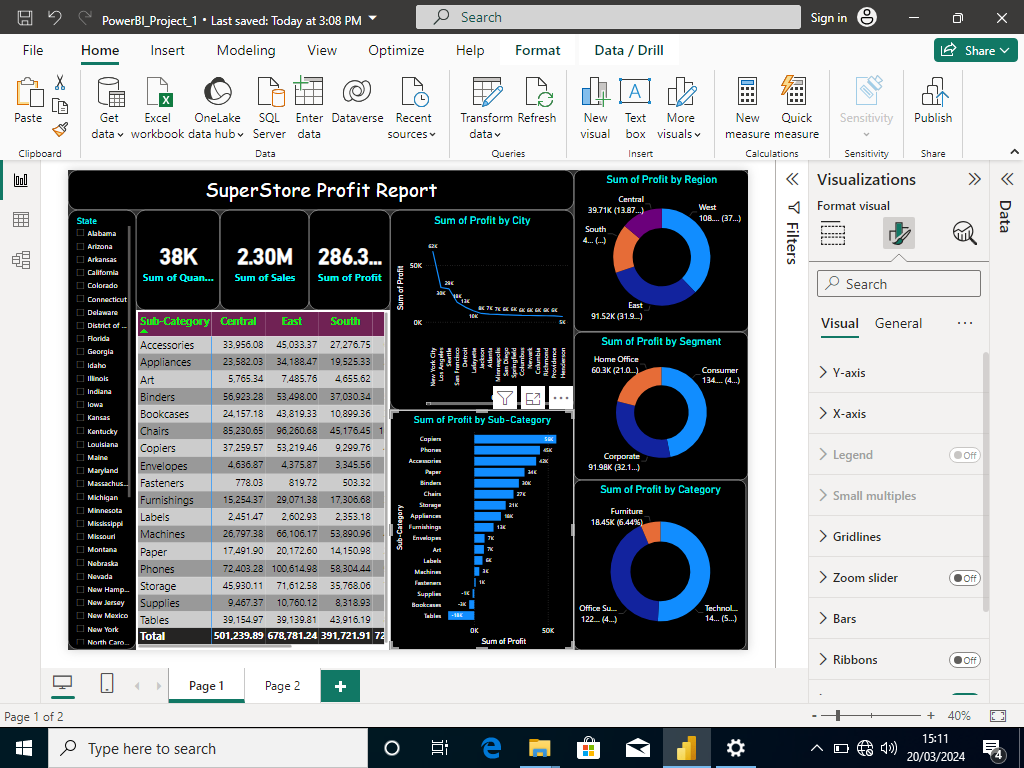 PowerBI_Project_1 • Last saved: Today at 3:08 PM
Search
Sign in
File
Home
Insert
Modeling
View
Optimize
Help
Format
Data / Drill
Share
Paste
Get data
Excel workbook
OneLake data hub
SQL Server
Enter data
Dataverse
Recent sources
Transform data
Refresh
New visual
Text box
More visuals
New measure
Quick measure
Sensitivity
Publish
Clipboard
Data
Queries
Insert
Calculations
Sensitivity
Share
SuperStore Profit Report
State
Alabama
Arizona
Arkansas
California
Colorado
Connecticut
Delaware
District of ...
Florida
Georgia
Idaho
Illinois
Indiana
Iowa
Kansas
Kentucky
Louisiana
Maine
Maryland
Massachus...
Michigan
Minnesota
Mississippi
Missouri
Montana
Nebraska
Nevada
New Hamp...
New Jersey
New Mexico
New York
North Caro...
38K
Sum of Quan...
2.30M
Sum of Sales
286.3...
Sum of Profit
Sub-Category Central East South
Accessories 33,956.08 45,033.37 27,276.75
Appliances 23,582.03 34,188.47 19,525.33
Art 5,765.34 7,485.76 4,655.62
Binders 56,923.28 53,498.00 37,030.34
Bookcases 24,157.18 43,819.33 10,899.36
Chairs 85,230.65 96,260.68 45,176.45 1
Copiers 37,259.57 53,219.46 9,299.76
Envelopes 4,636.87 4,375.87 3,345.56
Fasteners 778.03 819.72 503.32
Furnishings 15,254.37 29,071.38 17,306.68
Labels 2,451.47 2,602.93 2,353.18
Machines 26,797.38 66,106.17 53,890.96
Paper 17,491.90 20,172.60 14,150.98
Phones 72,403.28 100,614.98 58,304.44
Storage 45,930.11 71,612.58 35,768.06
Supplies 9,467.37 10,760.12 8,318.93
Tables 39,154.97 39,139.81 43,916.19
Total 501,239.89 678,781.24 391,721.91 72
Sum of Profit by City
Sum of Profit
50K
0K
62K
30K
29K
18K
13K
10K
8K 7K 7K 6K 6K 6K 6K 6K 6K 6K
5K
New York City
Los Angeles
Seattle
San Francisco
Detroit
Lafayette
Jackson
Atlanta
Minneapolis
San Diego
Springfield
Columbus
Newark
Columbia
Richmond
Providence
Henderson
Sum of Profit by Sub-Category
Sub-Category
Copiers 56K
Phones 45K
Accessories 42K
Paper 34K
Binders 30K
Chairs 27K
Storage 21K
Appliances 18K
Furnishings 13K
Envelopes 7K
Art 7K
Labels 6K
Machines 3K
Fasteners 1K
Supplies -1K
Bookcases -3K
Tables -18K
0K 50K
Sum of Profit
Sum of Profit by Region
Central
39.71K (13.87...)
West
108.... (37...)
South
4... (...)
East
91.52K (31.9...)
Sum of Profit by Segment
Home Office
60.3K (21.0...)
Consumer
134.... (4...)
Corporate
91.98K (32.1...)
Sum of Profit by Category
Furniture
18.45K (6.44%)
Office Su...
122... (4...)
Technol...
14... (5...)
Filters
Visualizations
Format visual
Search
Visual
General
Y-axis
X-axis
Legend Off
Small multiples
Gridlines
Zoom slider Off
Bars
Ribbons Off
Data
Page 1
Page 2
Page 1 of 2
- + 40%
Type here to search
15:11
20/03/2024
4